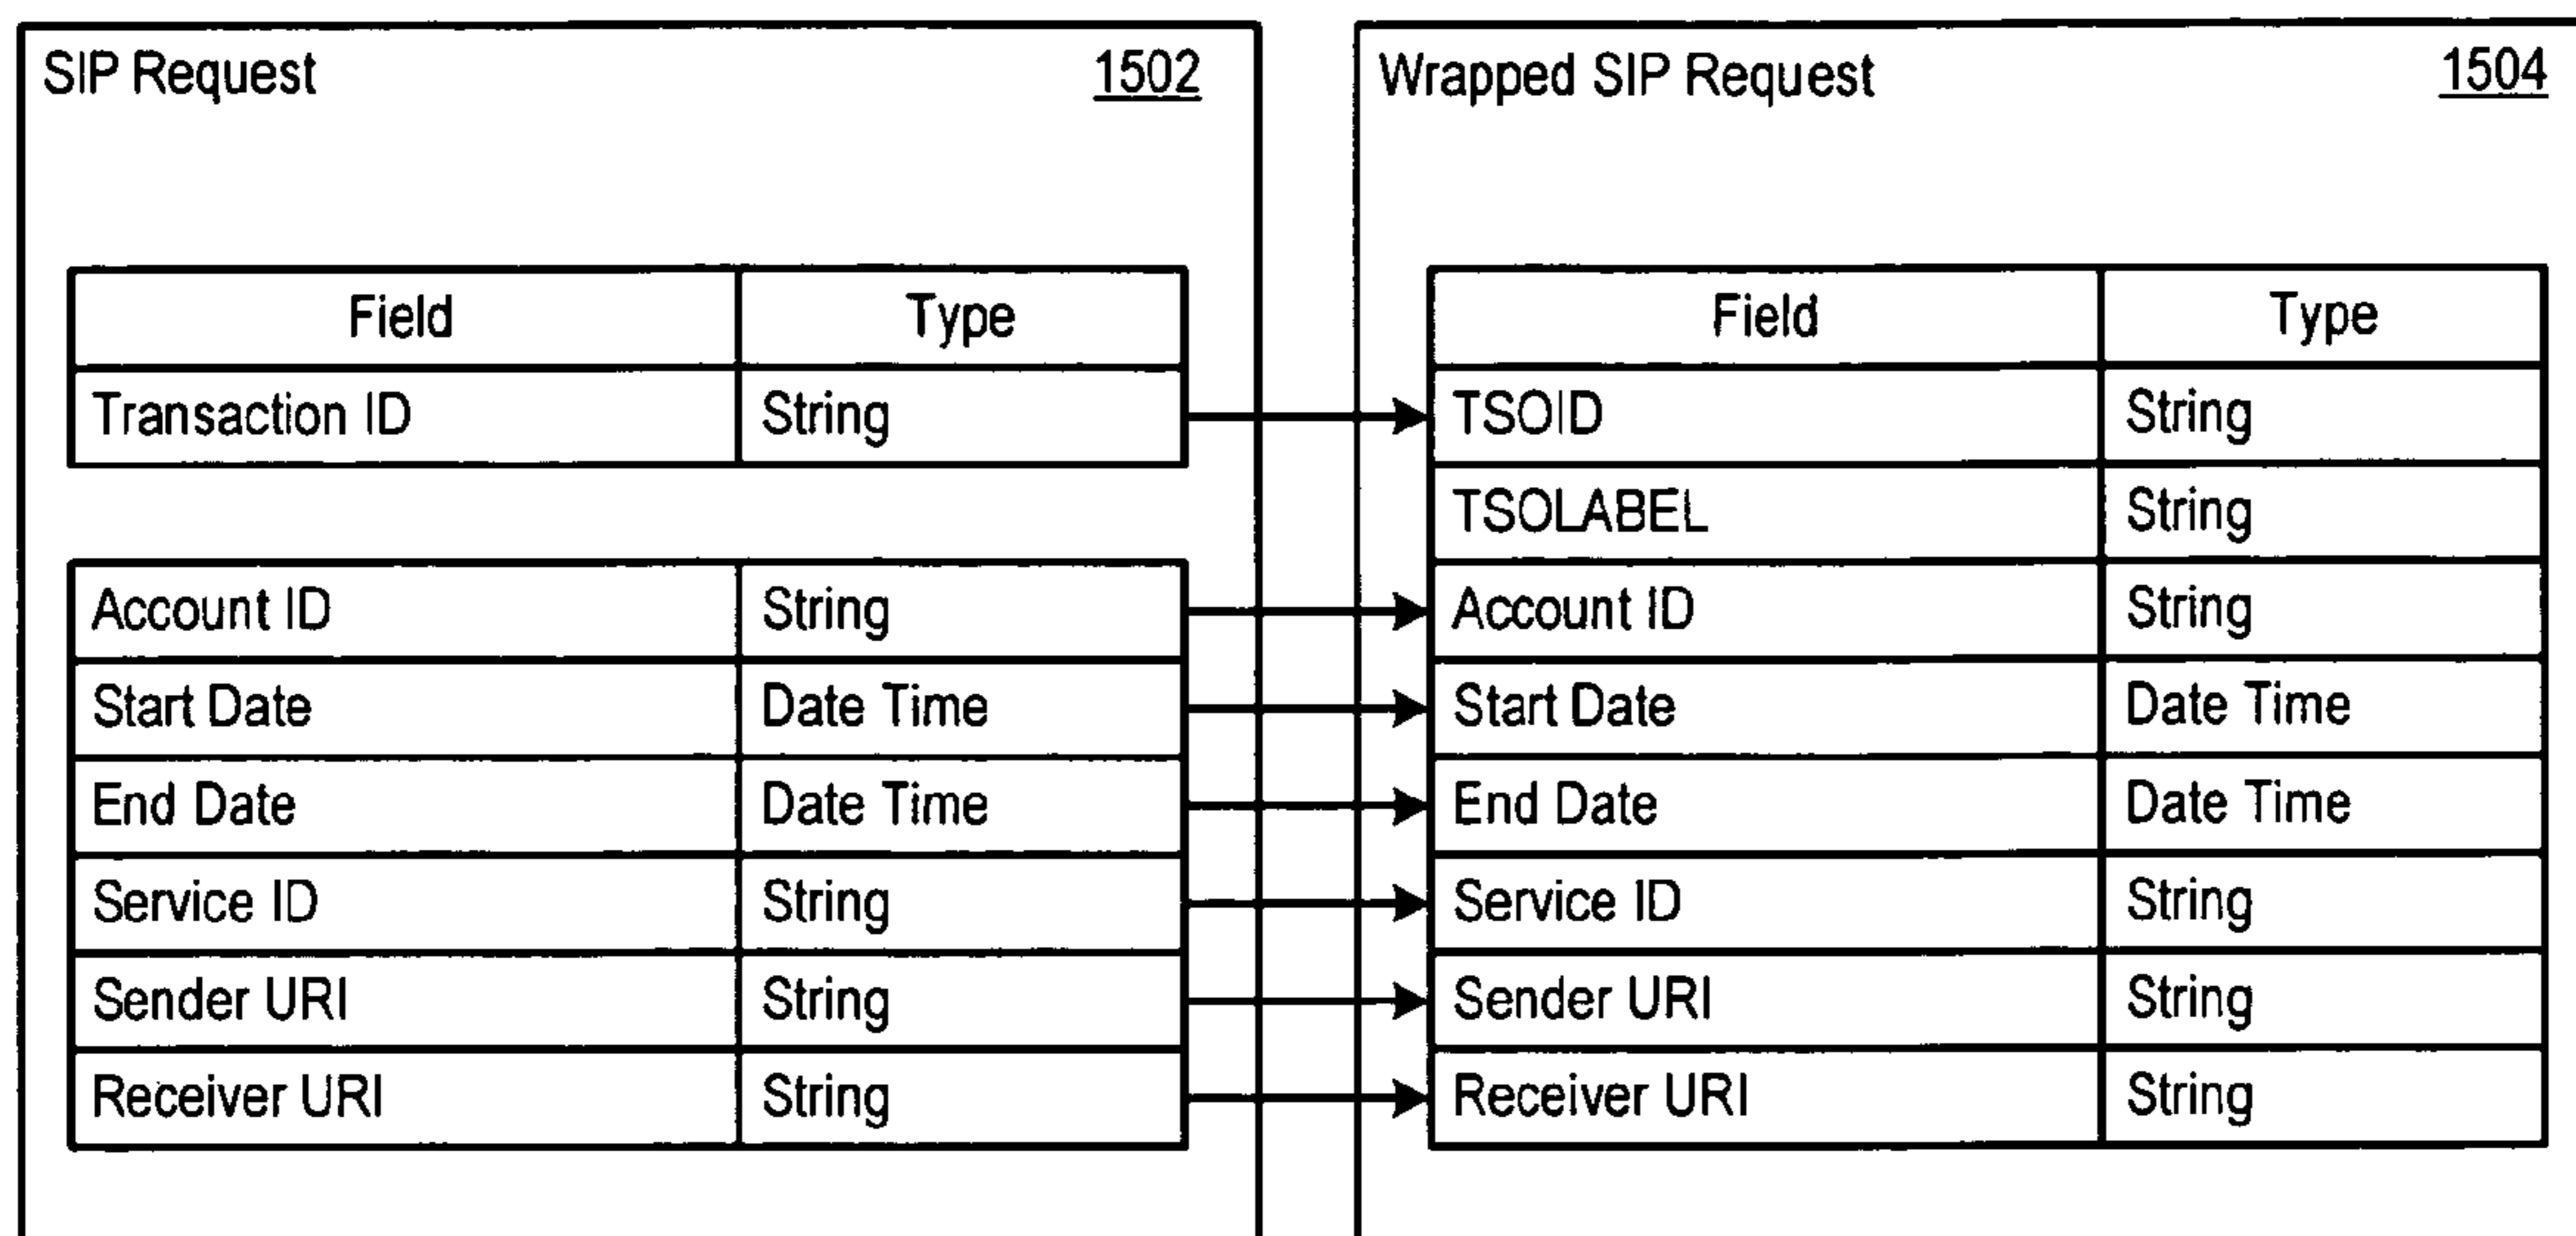 SIP Request 1502
Field Type
Transaction ID String
Account ID String
Start Date Date Time
End Date Date Time
Service ID String
Sender URI String
Receiver URI String
Wrapped SIP Request 1504
Field Type
TSOID String
TSOLABEL String
Account ID String
Start Date Date Time
End Date Date Time
Service ID String
Sender URI String
Receiver URI String